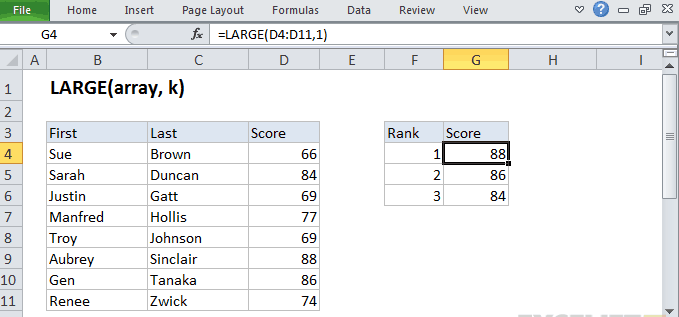 File Home Insert Page Layout Formulas Data Review View
G4 fx =LARGE(D4:D11,1)
A B C D E F G H I
1 LARGE(array, k)
2
3 First Last Score Rank Score
4 Sue Brown 66 1 88
5 Sarah Duncan 84 2 86
6 Justin Gatt 69 3 84
7 Manfred Hollis 77
8 Troy Johnson 69
9 Aubrey Sinclair 88
10 Gen Tanaka 86
11 Renee Zwick 74